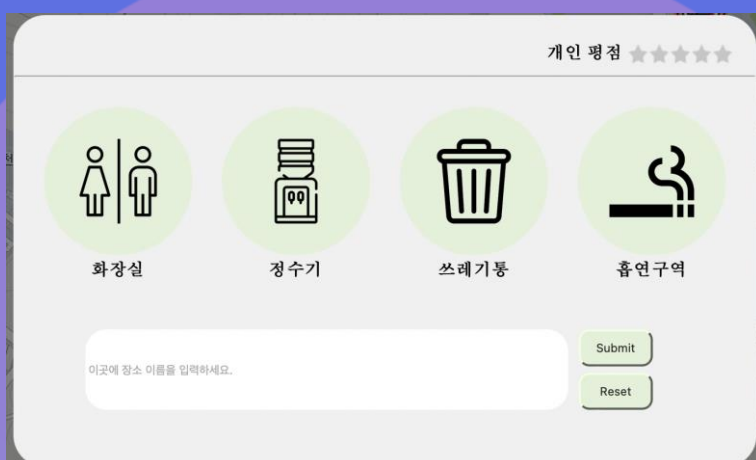 개인 평점
화장실
정수기
쓰레기통
흡연구역
이곳에 장소 이름을 입력하세요.
Submit
Reset